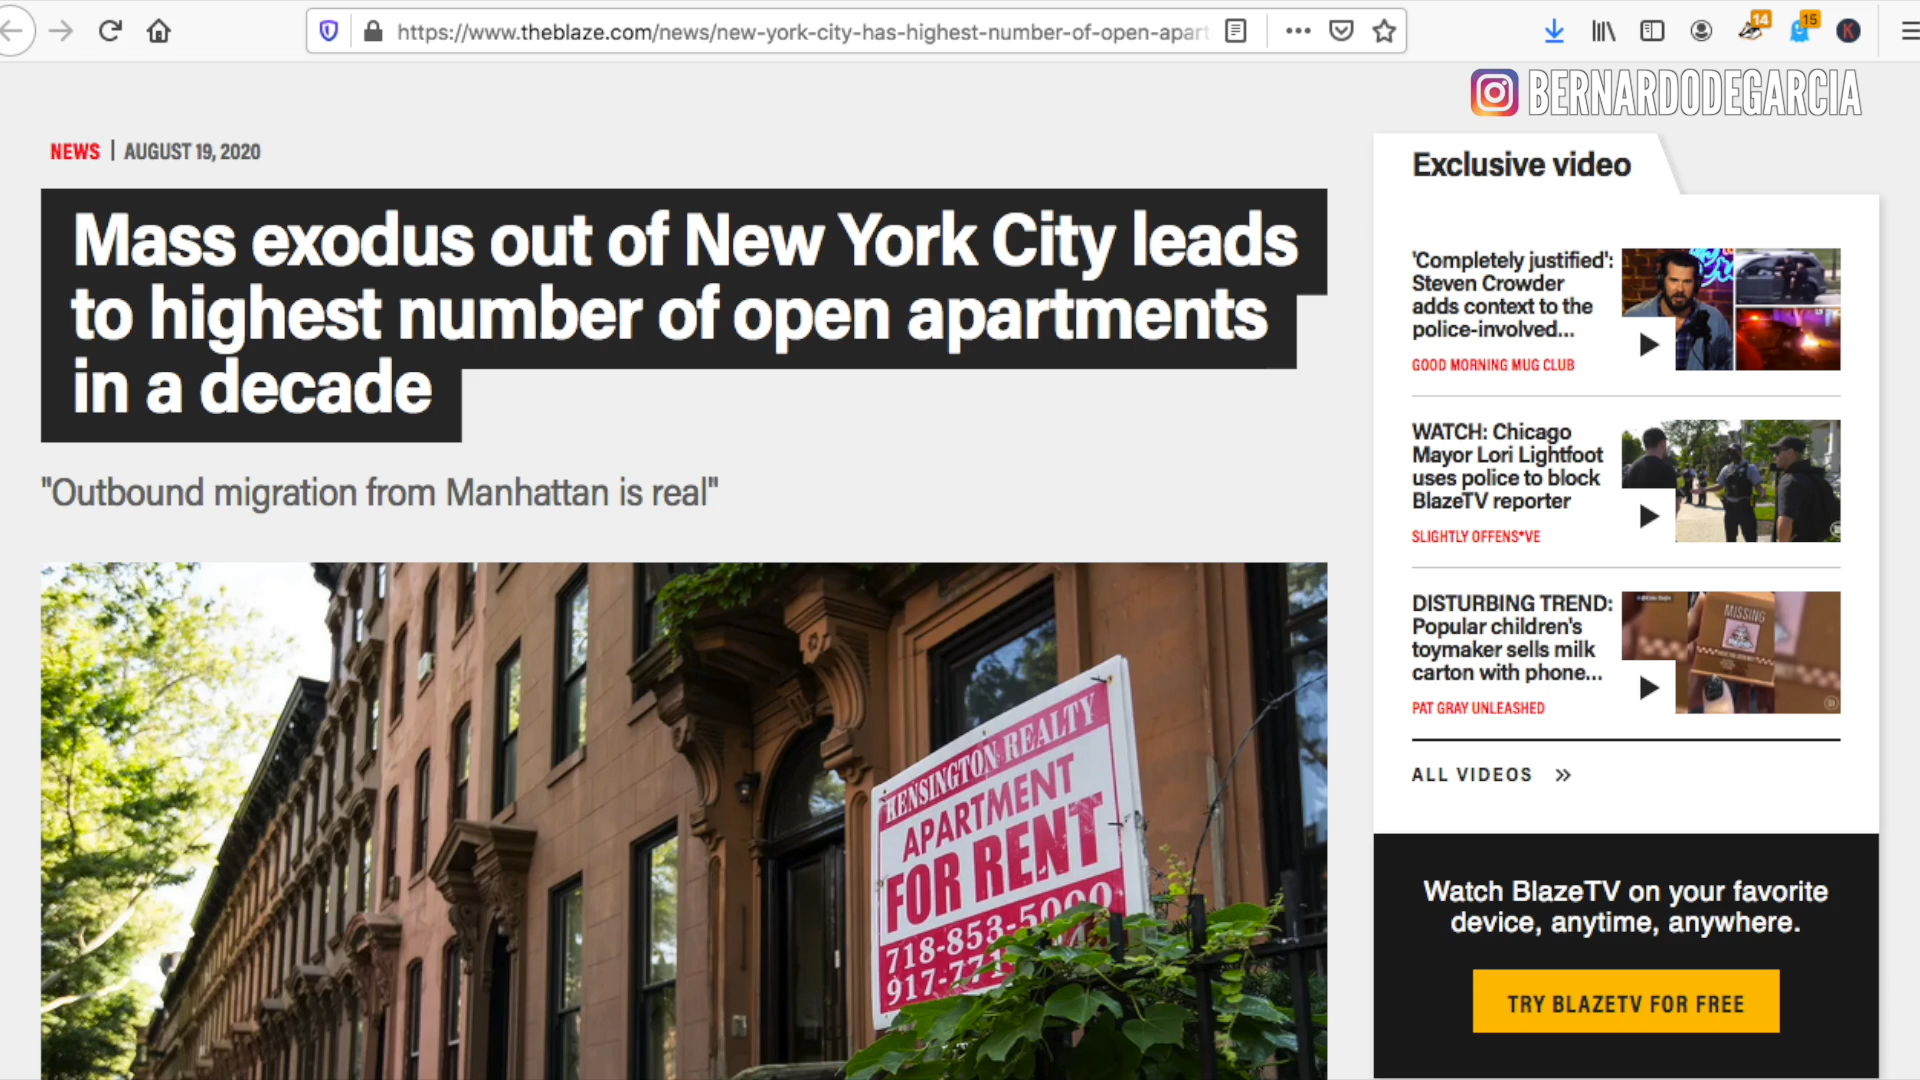 https://www.theblaze.com/news/new-york-city-has-highest-number-of-open-apart
14
15
K
BERNARDODEGARCIA
NEWS | AUGUST 19, 2020
Mass exodus out of New York City leads
to highest number of open apartments
in a decade
"Outbound migration from Manhattan is real"
KENSINGTON REALTY
APARTMENT
FOR RENT
718-853-5000
917-771
Exclusive video
'Completely justified':
Steven Crowder
adds context to the
police-involved...
GOOD MORNING MUG CLUB
WATCH: Chicago
Mayor Lori Lightfoot
uses police to block
BlazeTV reporter
SLIGHTLY OFFENS*VE
DISTURBING TREND:
Popular children's
toymaker sells milk
carton with phone...
PAT GRAY UNLEASHED
MISSING
ALL VIDEOS »
Watch BlazeTV on your favorite
device, anytime, anywhere.
TRY BLAZETV FOR FREE